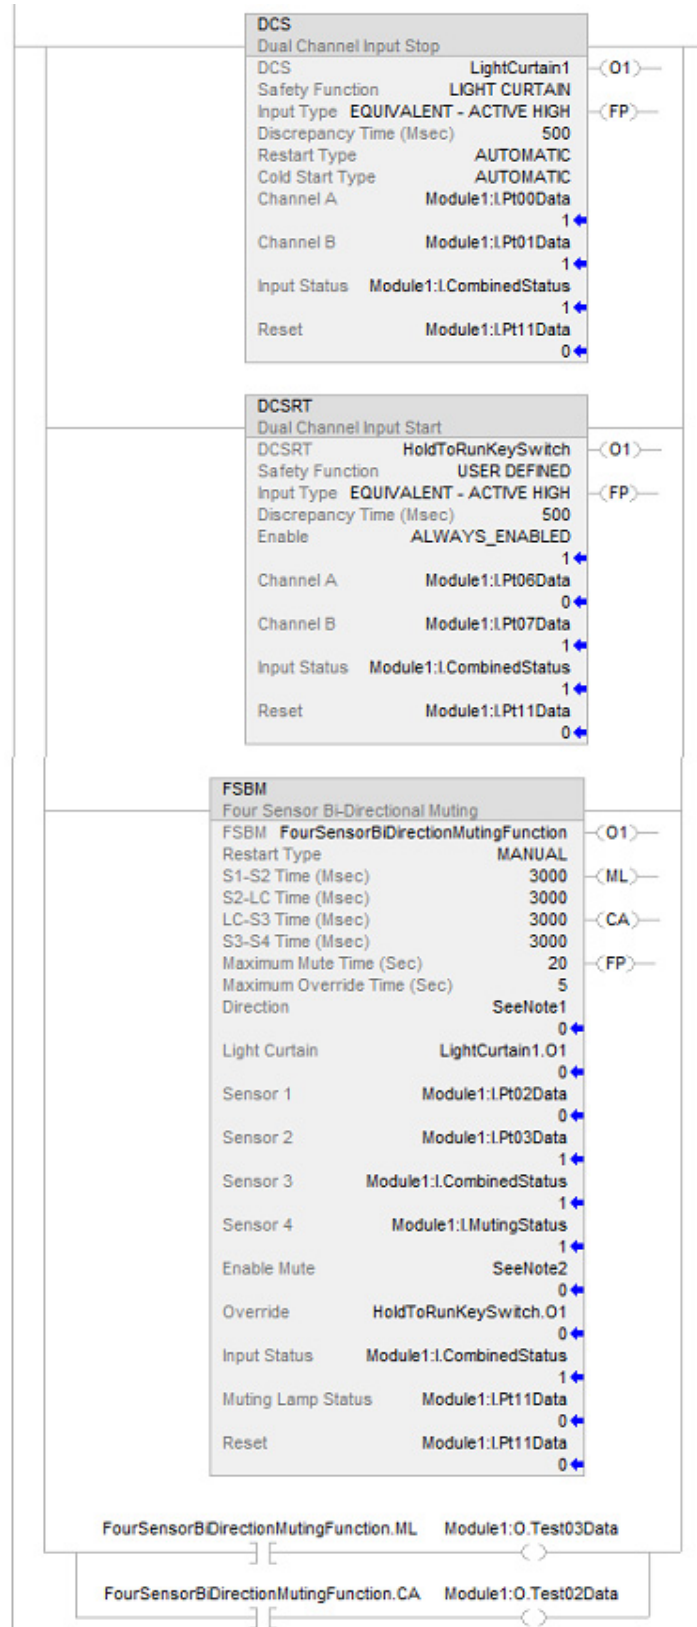 DCS
Dual Channel Input Stop
DCS LightCurtain1 (O1)
Safety Function LIGHT CURTAIN
Input Type EQUIVALENT - ACTIVE HIGH (FP)
Discrepancy Time (Msec) 500
Restart Type AUTOMATIC
Cold Start Type AUTOMATIC
Channel A Module1:I.Pt00Data
1
Channel B Module1:I.Pt01Data
1
Input Status Module1:I.CombinedStatus
1
Reset Module1:I.Pt11Data
0
DCSRT
Dual Channel Input Start
DCSRT HoldToRunKeySwitch (O1)
Safety Function USER DEFINED
Input Type EQUIVALENT - ACTIVE HIGH (FP)
Discrepancy Time (Msec) 500
Enable ALWAYS_ENABLED
1
Channel A Module1:I.Pt06Data
0
Channel B Module1:I.Pt07Data
1
Input Status Module1:I.CombinedStatus
1
Reset Module1:I.Pt11Data
0
FSBM
Four Sensor Bi-Directional Muting
FSBM FourSensorBiDirectionMutingFunction (O1)
Restart Type MANUAL
S1-S2 Time (Msec) 3000 (ML)
S2-LC Time (Msec) 3000
LC-S3 Time (Msec) 3000 (CA)
S3-S4 Time (Msec) 3000
Maximum Mute Time (Sec) 20 (FP)
Maximum Override Time (Sec) 5
Direction SeeNote1
0
Light Curtain LightCurtain1.O1
0
Sensor 1 Module1:I.Pt02Data
0
Sensor 2 Module1:I.Pt03Data
1
Sensor 3 Module1:I.CombinedStatus
1
Sensor 4 Module1:I.MutingStatus
1
Enable Mute SeeNote2
0
Override HoldToRunKeySwitch.O1
0
Input Status Module1:I.CombinedStatus
1
Muting Lamp Status Module1:I.Pt11Data
0
Reset Module1:I.Pt11Data
0
FourSensorBiDirectionMutingFunction.ML Module1:O.Test03Data
FourSensorBiDirectionMutingFunction.CA Module1:O.Test02Data